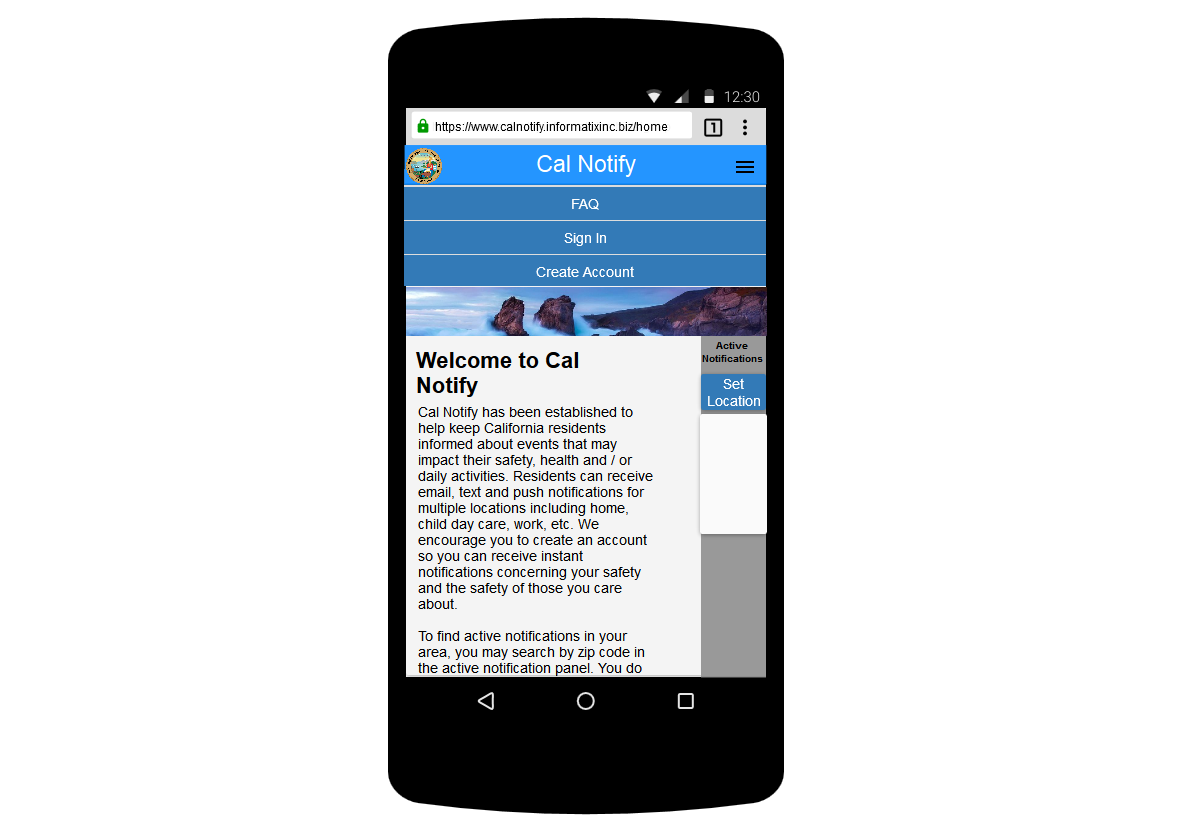 12:30
https://www.calnotify.informatixinc.biz/home
1
Cal Notify
FAQ
Sign In
Create Account
Welcome to Cal
Notify
Cal Notify has been established to
help keep California residents
informed about events that may
impact their safety, health and / or
daily activities. Residents can receive
email, text and push notifications for
multiple locations including home,
child day care, work, etc. We
encourage you to create an account
so you can receive instant
notifications concerning your safety
and the safety of those you care
about.
To find active notifications in your
area, you may search by zip code in
the active notification panel. You do
Active
Notifications
Set
Location